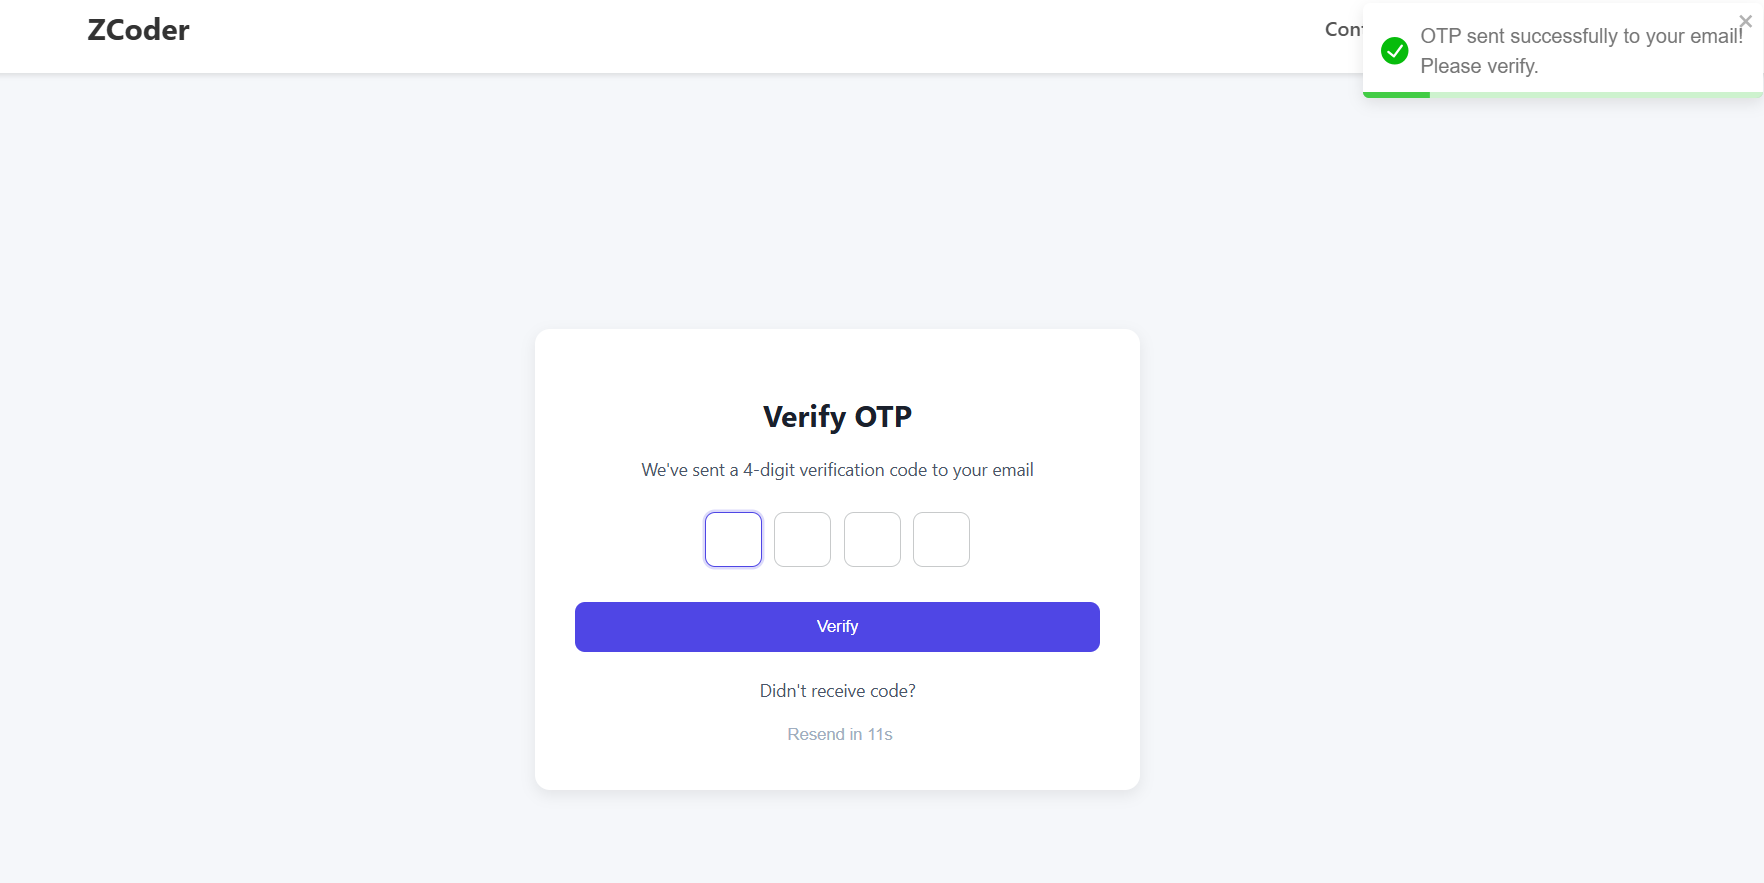 ZCoder
OTP sent successfully to your email!
Please verify.
Verify OTP
We've sent a 4-digit verification code to your email
Verify
Didn't receive code?
Resend in 11s